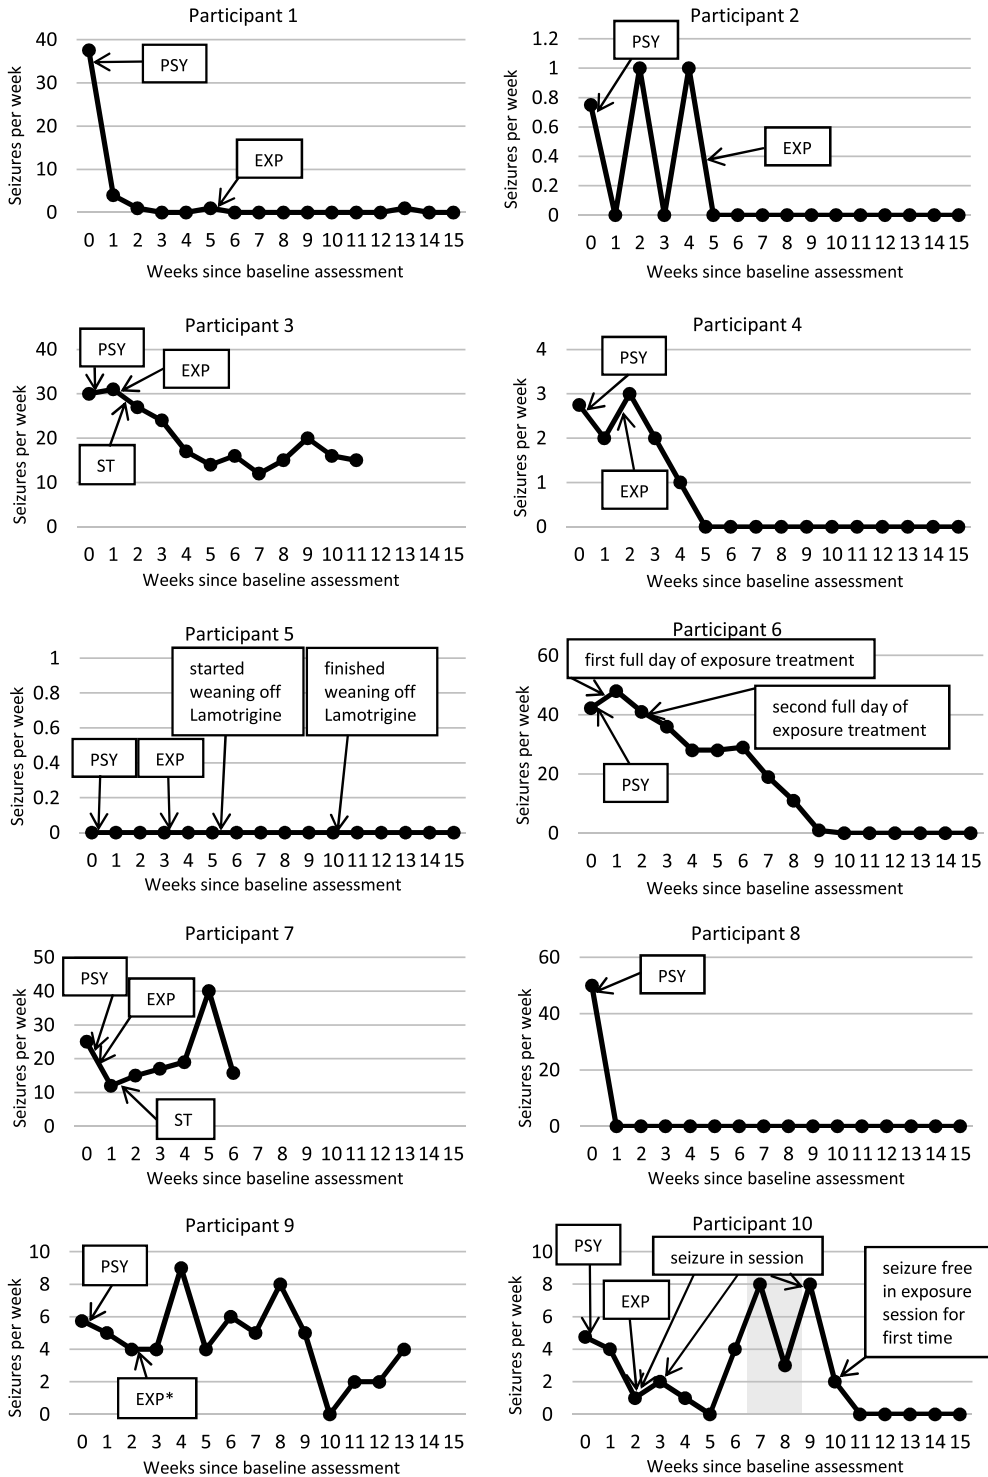 Participant 1
40
30
20
10
0
Seizures per week
PSY
EXP
0 1 2 3 4 5 6 7 8 9 10 11 12 13 14 15
Weeks since baseline assessment
Participant 2
1.2
1
0.8
0.6
0.4
0.2
0
Seizures per week
PSY
EXP
0 1 2 3 4 5 6 7 8 9 10 11 12 13 14 15
Weeks since baseline assessment
Participant 3
40
30
20
10
0
Seizures per week
PSY
EXP
ST
0 1 2 3 4 5 6 7 8 9 10 11 12 13 14 15
Weeks since baseline assessment
Participant 4
4
3
2
1
0
Seizures per week
PSY
EXP
0 1 2 3 4 5 6 7 8 9 10 11 12 13 14 15
Weeks since baseline assessment
Participant 5
1
0.8
0.6
0.4
0.2
0
Seizures per week
PSY
EXP
started
weaning off
Lamotrigine
finished
weaning off
Lamotrigine
0 1 2 3 4 5 6 7 8 9 10 11 12 13 14 15
Weeks since baseline assessment
Participant 6
60
40
20
0
Seizures per week
first full day of exposure treatment
second full day of
exposure treatment
PSY
0 1 2 3 4 5 6 7 8 9 10 11 12 13 14 15
Weeks since baseline assessment
Participant 7
50
40
30
20
10
0
Seizures per week
PSY
EXP
ST
0 1 2 3 4 5 6 7 8 9 10 11 12 13 14 15
Weeks since baseline assessment
Participant 8
60
40
20
0
Seizures per week
PSY
0 1 2 3 4 5 6 7 8 9 10 11 12 13 14 15
Weeks since baseline assessment
Participant 9
10
8
6
4
2
0
Seizures per week
PSY
EXP*
0 1 2 3 4 5 6 7 8 9 10 11 12 13 14 15
Weeks since baseline assessment
Participant 10
10
8
6
4
2
0
Seizures per week
PSY
EXP
seizure in session
seizure free
in exposure
session for
first time
0 1 2 3 4 5 6 7 8 9 10 11 12 13 14 15
Weeks since baseline assessment